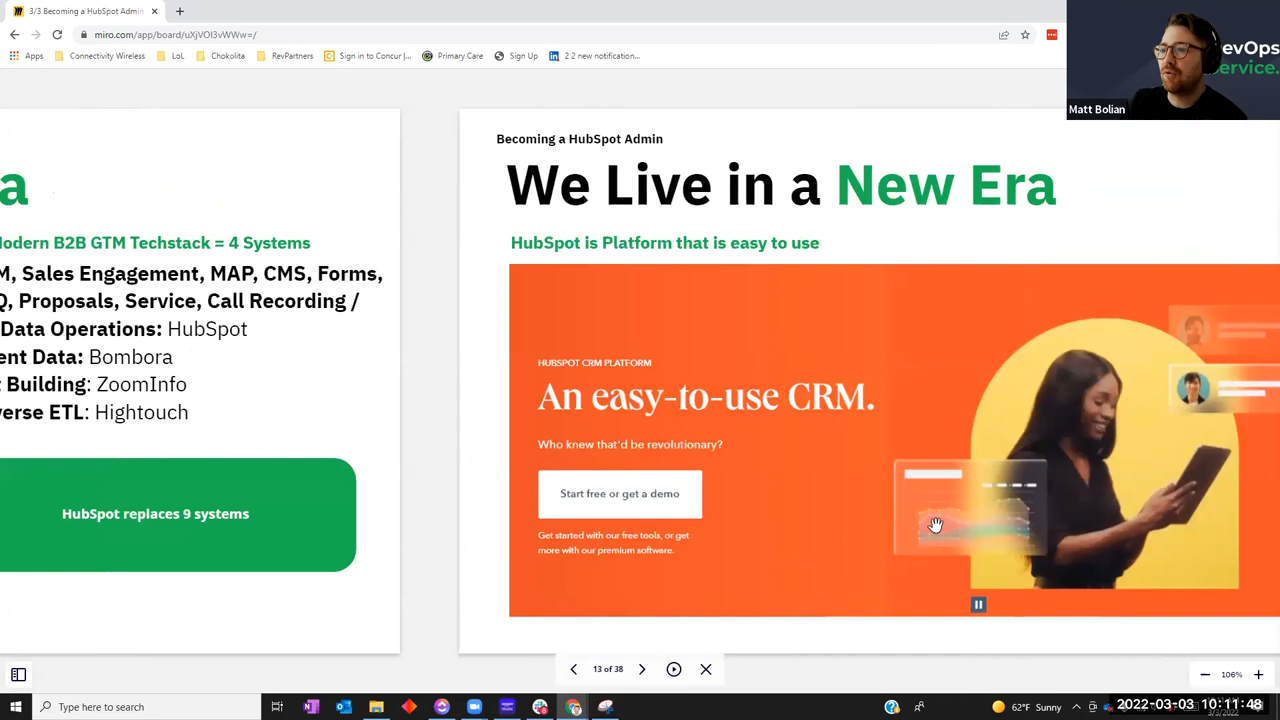 3/3 Becoming a HubSpot Admin
miro.com/app/board/uXjVOl3vWWw=/
Apps
Connectivity Wireless
LoL
Chokolita
RevPartners
Sign in to Concur |...
Primary Care
Sign Up
2 2 new notification...
evOps
ervice.
Matt Bolian
a
odern B2B GTM Techstack = 4 Systems
M, Sales Engagement, MAP, CMS, Forms,
Q, Proposals, Service, Call Recording /
Data Operations: HubSpot
ent Data: Bombora
t Building: ZoomInfo
verse ETL: Hightouch
HubSpot replaces 9 systems
Becoming a HubSpot Admin
We Live in a New Era
HubSpot is Platform that is easy to use
HUBSPOT CRM PLATFORM
An easy-to-use CRM.
Who knew that'd be revolutionary?
Start free or get a demo
Get started with our free tools, or get
more with our premium software.
13 of 38
106%
Type here to search
62°F Sunny
2022-03-03 10:11:48